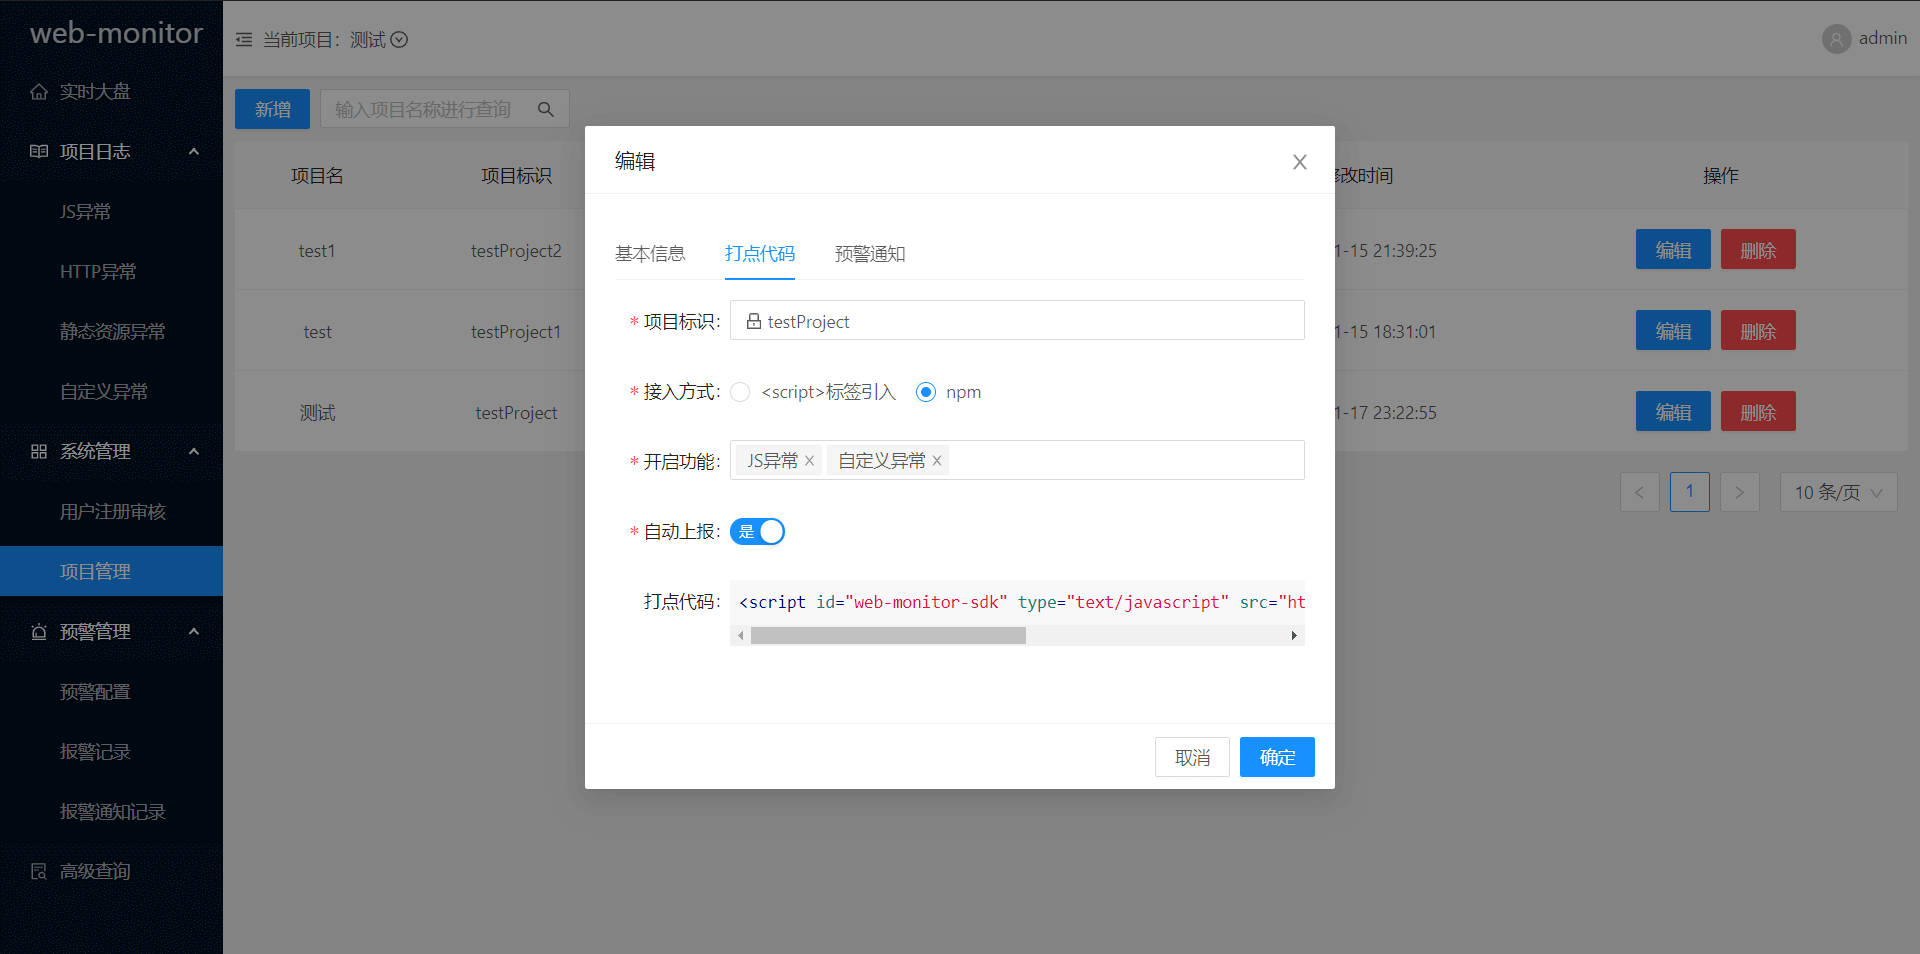 web-monitor
当前项目：测试
admin
实时大盘
项目日志
JS异常
HTTP异常
静态资源异常
自定义异常
系统管理
用户注册审核
项目管理
预警管理
预警配置
报警记录
报警通知记录
高级查询
新增
输入项目名称进行查询
项目名 项目标识 修改时间 操作
test1 testProject2 1-15 21:39:25 编辑 删除
test testProject1 1-15 18:31:01 编辑 删除
测试 testProject 1-17 23:22:55 编辑 删除
1
10 条/页
编辑
基本信息 打点代码 预警通知
* 项目标识： testProject
* 接入方式： <script>标签引入 npm
* 开启功能： JS异常 自定义异常
* 自动上报： 是
打点代码： <script id="web-monitor-sdk" type="text/javascript" src="ht
取消 确定